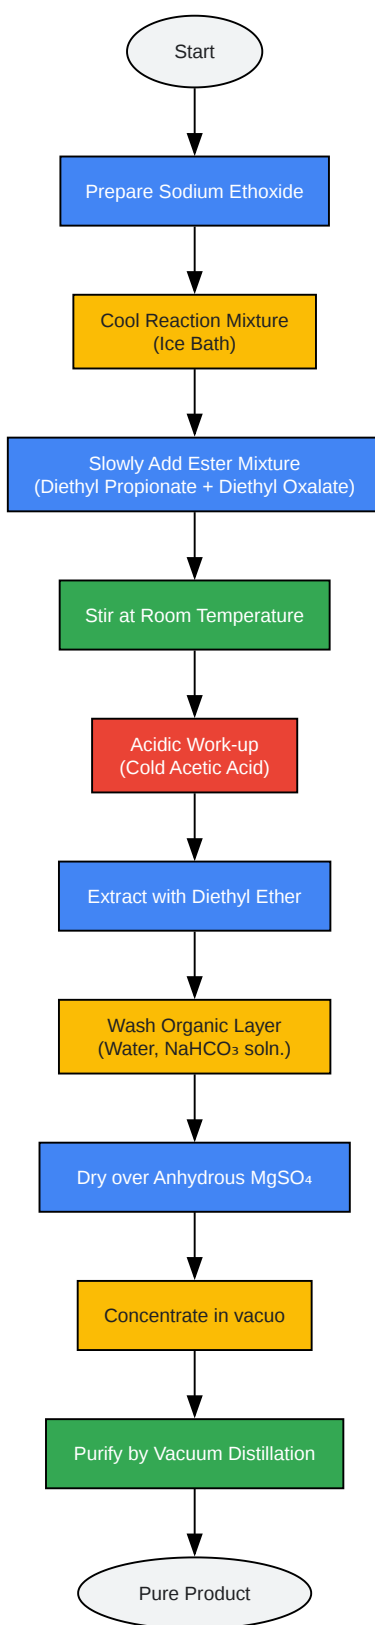 Start
Prepare Sodium Ethoxide
Cool Reaction Mixture
(Ice Bath)
Slowly Add Ester Mixture
(Diethyl Propionate + Diethyl Oxalate)
Stir at Room Temperature
Acidic Work-up
(Cold Acetic Acid)
Extract with Diethyl Ether
Wash Organic Layer
(Water, NaHCO₃ soln.)
Dry over Anhydrous MgSO₄
Concentrate in vacuo
Purify by Vacuum Distillation
Pure Product